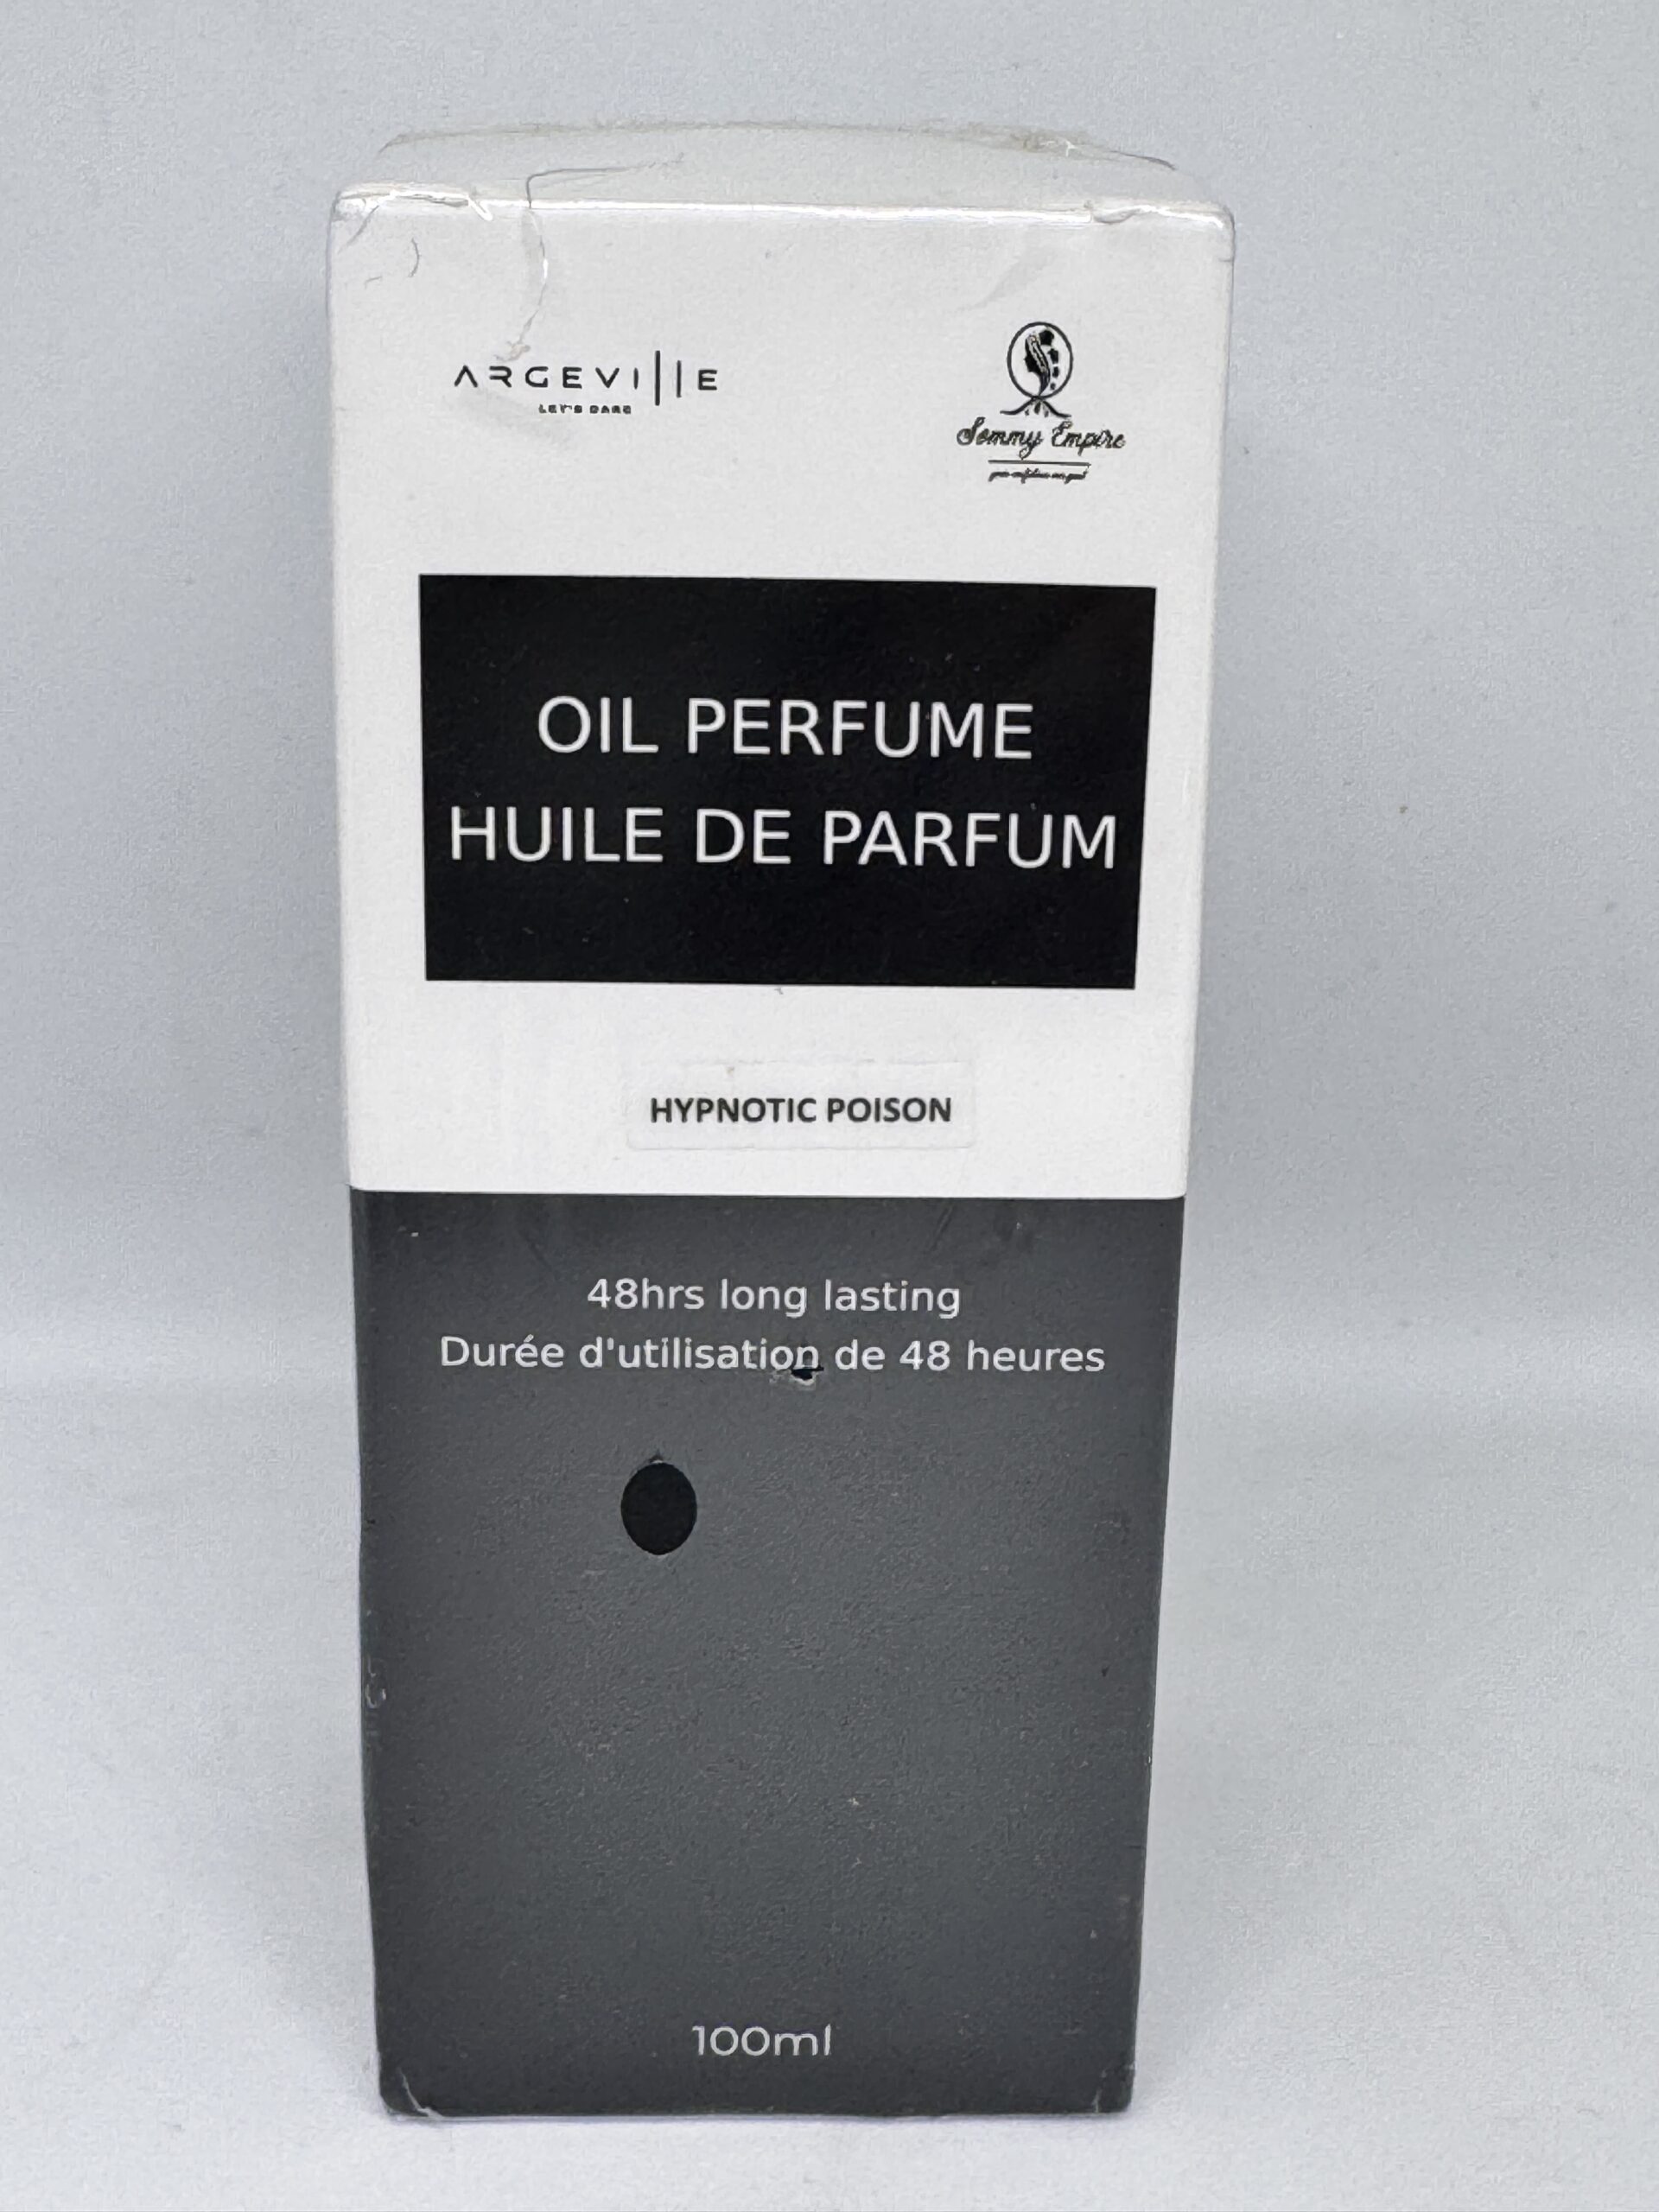 ARGEVILLE
LET'S DARE
Sommy Empire
OIL PERFUME
HUILE DE PARFUM
HYPNOTIC POISON
48hrs long lasting
Durée d'utilisation de 48 heures
100ml